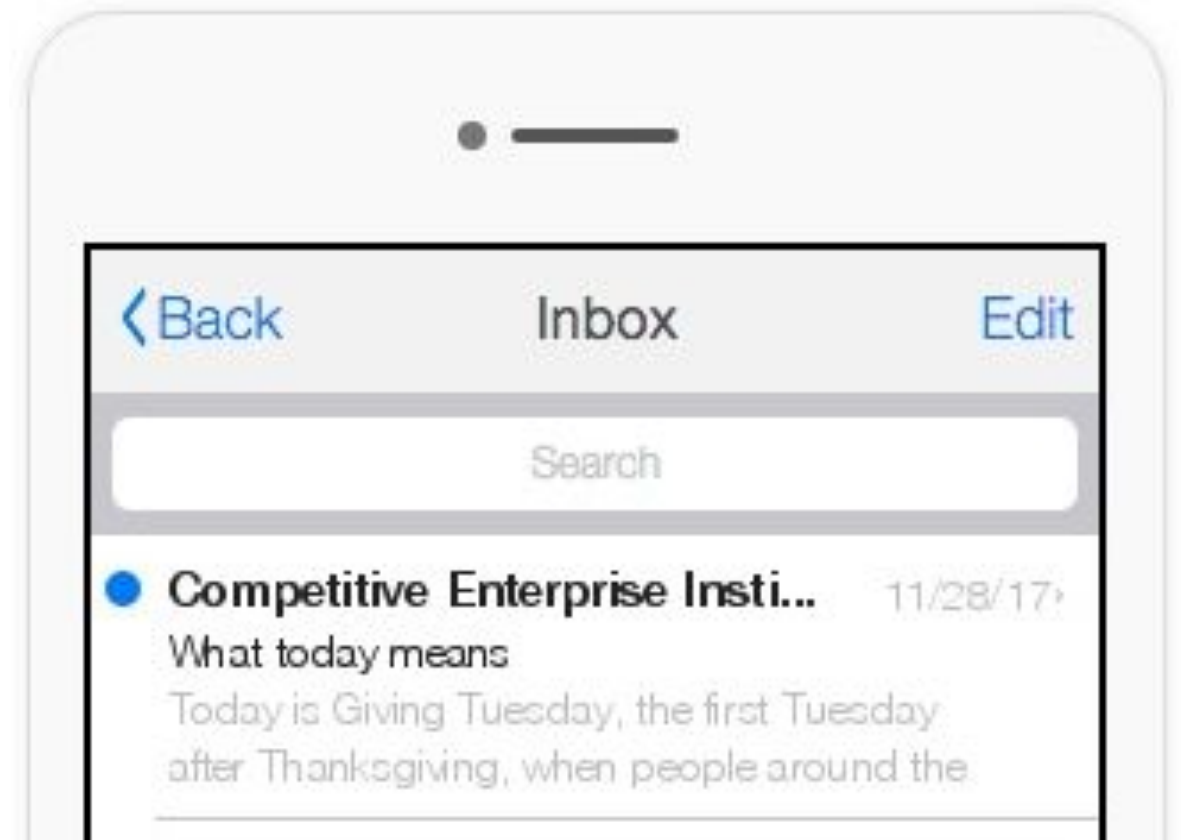 Back Inbox Edit
Search
Competitive Enterprise Insti... 11/28/17
What today means
Today is Giving Tuesday, the first Tuesday
after Thanksgiving, when people around the